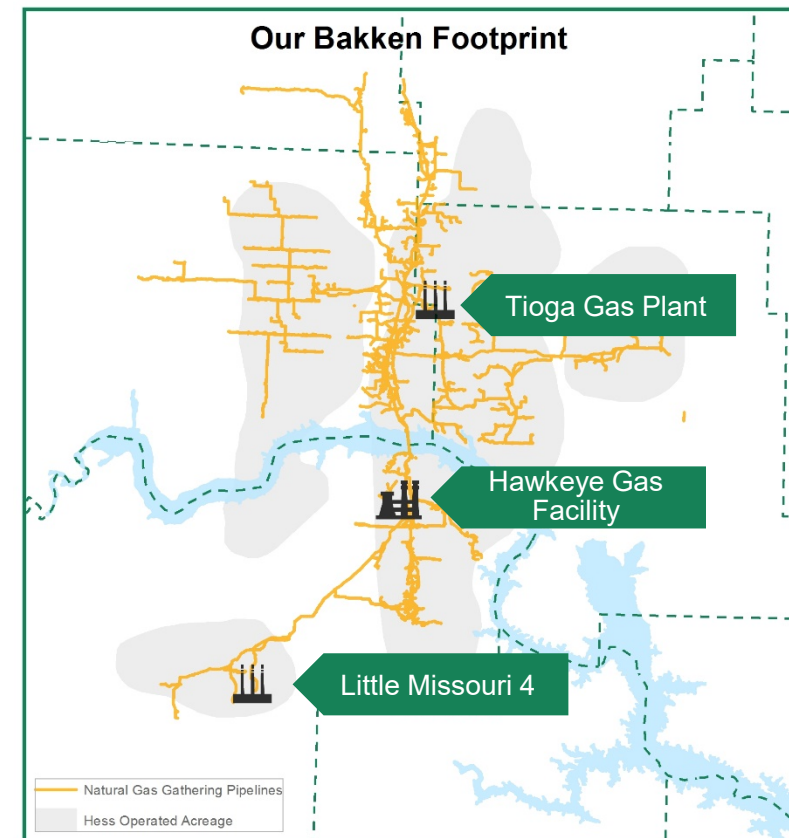 Our Bakken Footprint
Tioga Gas Plant
Hawkeye Gas
Facility
Little Missouri 4
Natural Gas Gathering Pipelines
Hess Operated Acreage